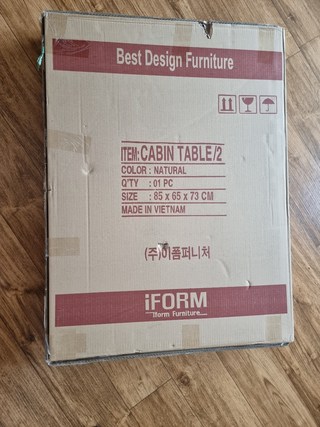 Best Design Furniture
ITEM:CABIN TABLE/2
COLOR : NATURAL
Q'TY : 01 PC
SIZE : 85 x 65 x 73 CM
MADE IN VIETNAM
(주)이폼퍼니처
iFORM
Iform Furniture